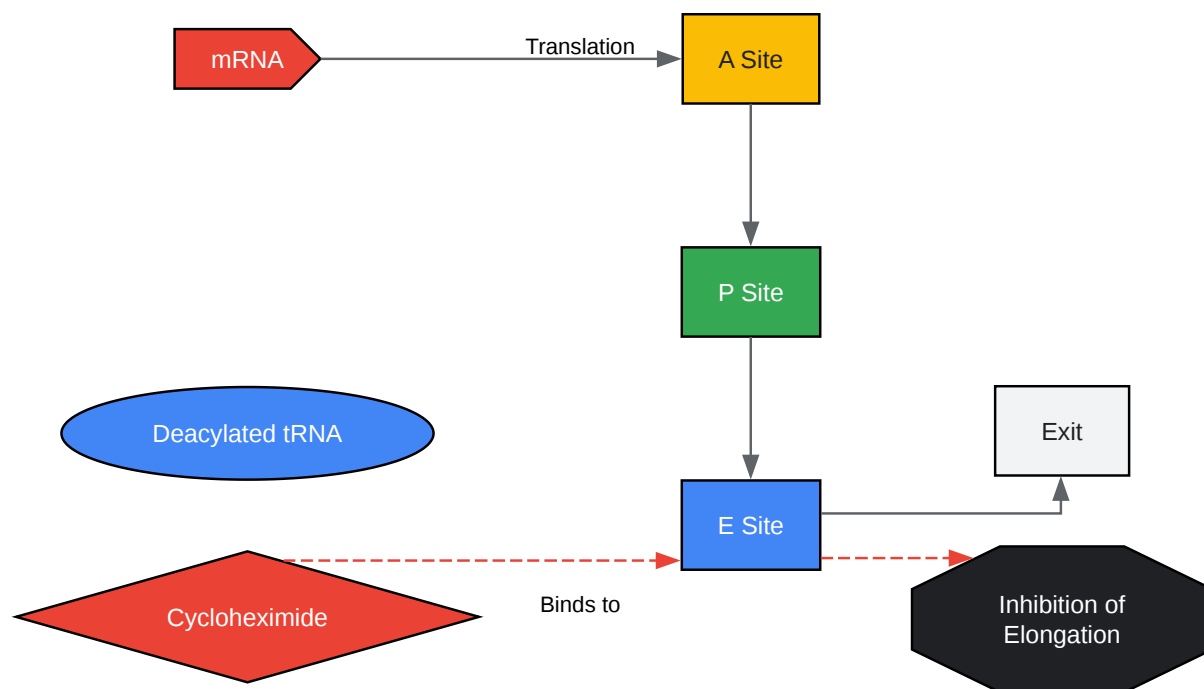 mRNA
Translation
A Site
P Site
Deacylated tRNA
Exit
E Site
Cycloheximide
Binds to
Inhibition of
Elongation